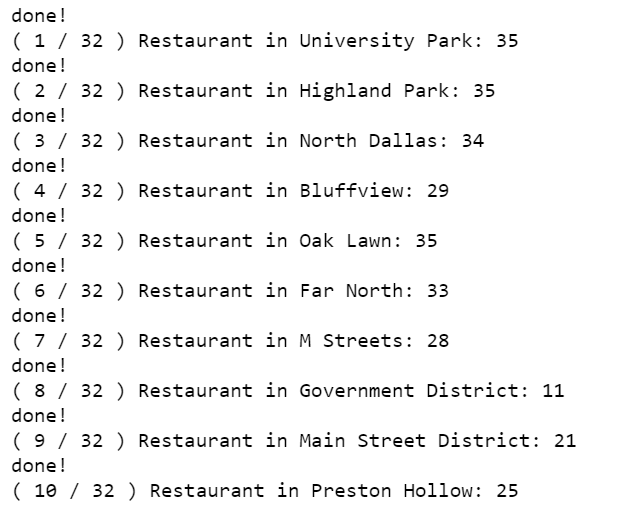 done!
( 1 / 32 ) Restaurant in University Park: 35
done!
( 2 / 32 ) Restaurant in Highland Park: 35
done!
( 3 / 32 ) Restaurant in North Dallas: 34
done!
( 4 / 32 ) Restaurant in Bluffview: 29
done!
( 5 / 32 ) Restaurant in Oak Lawn: 35
done!
( 6 / 32 ) Restaurant in Far North: 33
done!
( 7 / 32 ) Restaurant in M Streets: 28
done!
( 8 / 32 ) Restaurant in Government District: 11
done!
( 9 / 32 ) Restaurant in Main Street District: 21
done!
( 10 / 32 ) Restaurant in Preston Hollow: 25